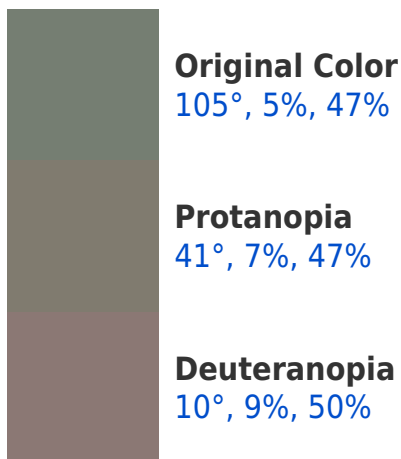 Original Color
105°, 5%, 47%
Protanopia
41°, 7%, 47%
Deuteranopia
10°, 9%, 50%